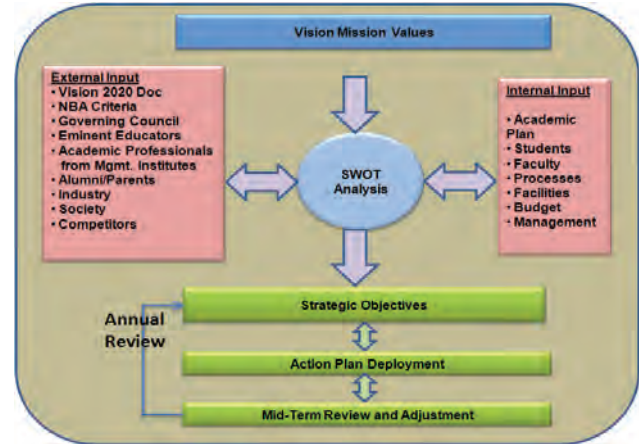 Vision Mission Values
External Input
• Vision 2020 Doc
• NBA Criteria
• Governing Council
• Eminent Educators
• Academic Professionals
from Mgmt. Institutes
• Alumni/Parents
• Industry
• Society
• Competitors
SWOT
Analysis
Internal Input
• Academic
Plan
• Students
• Faculty
• Processes
• Facilities
• Budget
• Management
Strategic Objectives
Annual
Review
Action Plan Deployment
Mid-Term Review and Adjustment